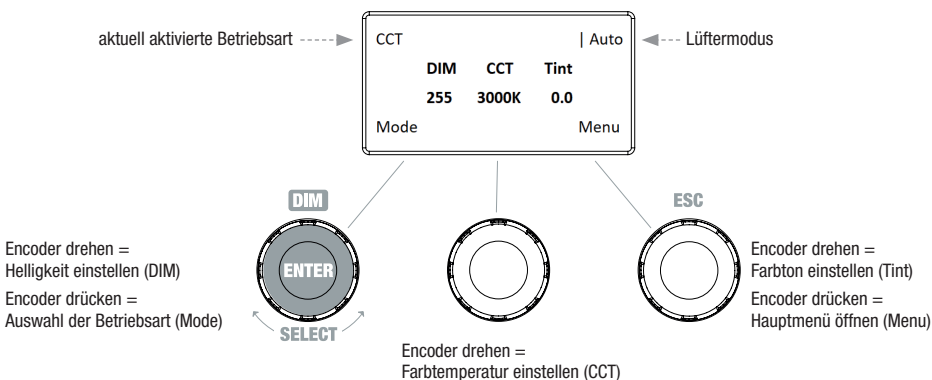 aktuell aktivierte Betriebsart
CCT | Auto
Lüftermodus
DIM CCT Tint
255 3000K 0.0
Mode Menu
DIM
ESC
ENTER
SELECT
Encoder drehen =
Helligkeit einstellen (DIM)
Encoder drücken =
Auswahl der Betriebsart (Mode)
Encoder drehen =
Farbtemperatur einstellen (CCT)
Encoder drehen =
Farbton einstellen (Tint)
Encoder drücken =
Hauptmenü öffnen (Menu)